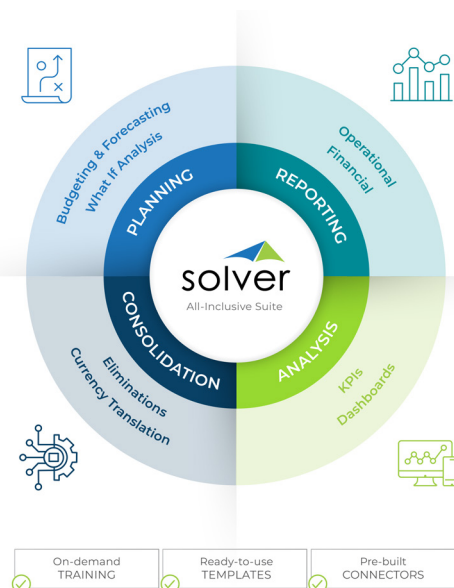 Budgeting & Forecasting
What If Analysis
PLANNING
Operational
Financial
REPORTING
solver
All-Inclusive Suite
CONSOLIDATION
Eliminations
Currency Translation
ANALYSIS
KPIs
Dashboards
On-demand
TRAINING
Ready-to-use
TEMPLATES
Pre-built
CONNECTORS